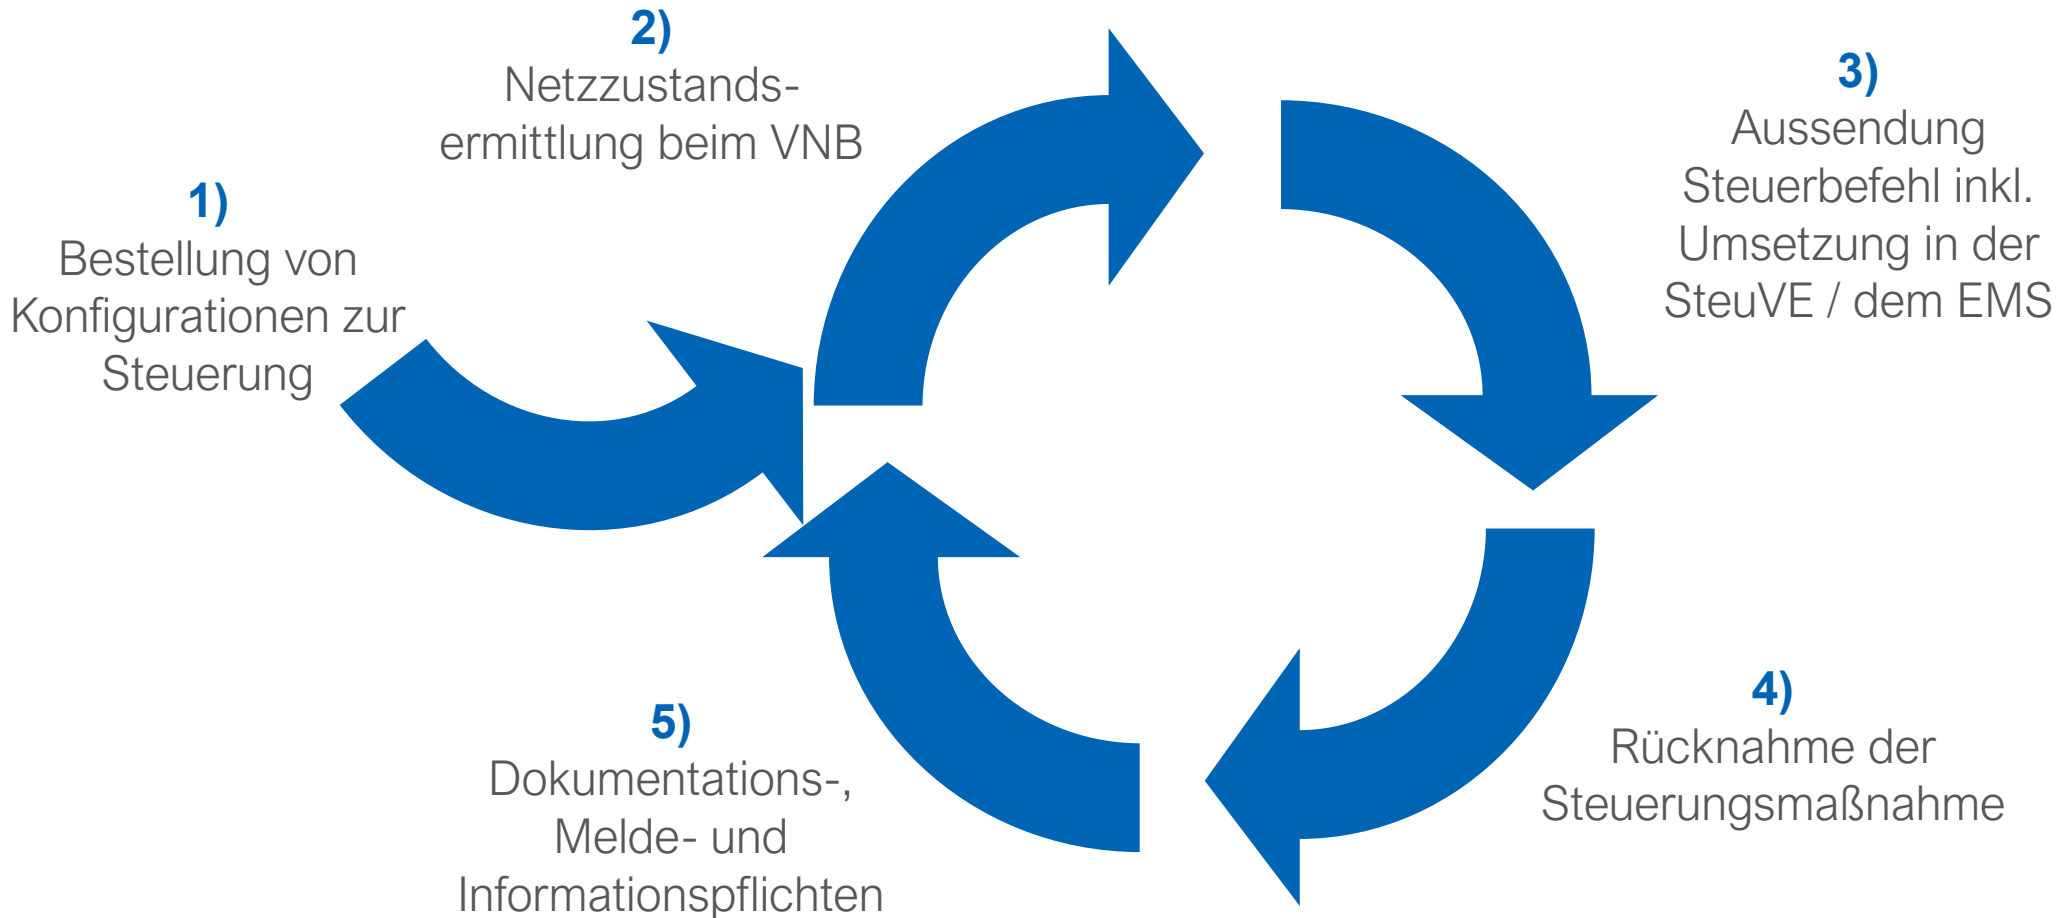 1)
Bestellung von
Konfigurationen zur
Steuerung
2)
Netzzustands-
ermittlung beim VNB
3)
Aussendung
Steuerbefehl inkl.
Umsetzung in der
SteuVE / dem EMS
4)
Rücknahme der
Steuerungsmaßnahme
5)
Dokumentations-,
Melde- und
Informationspflichten